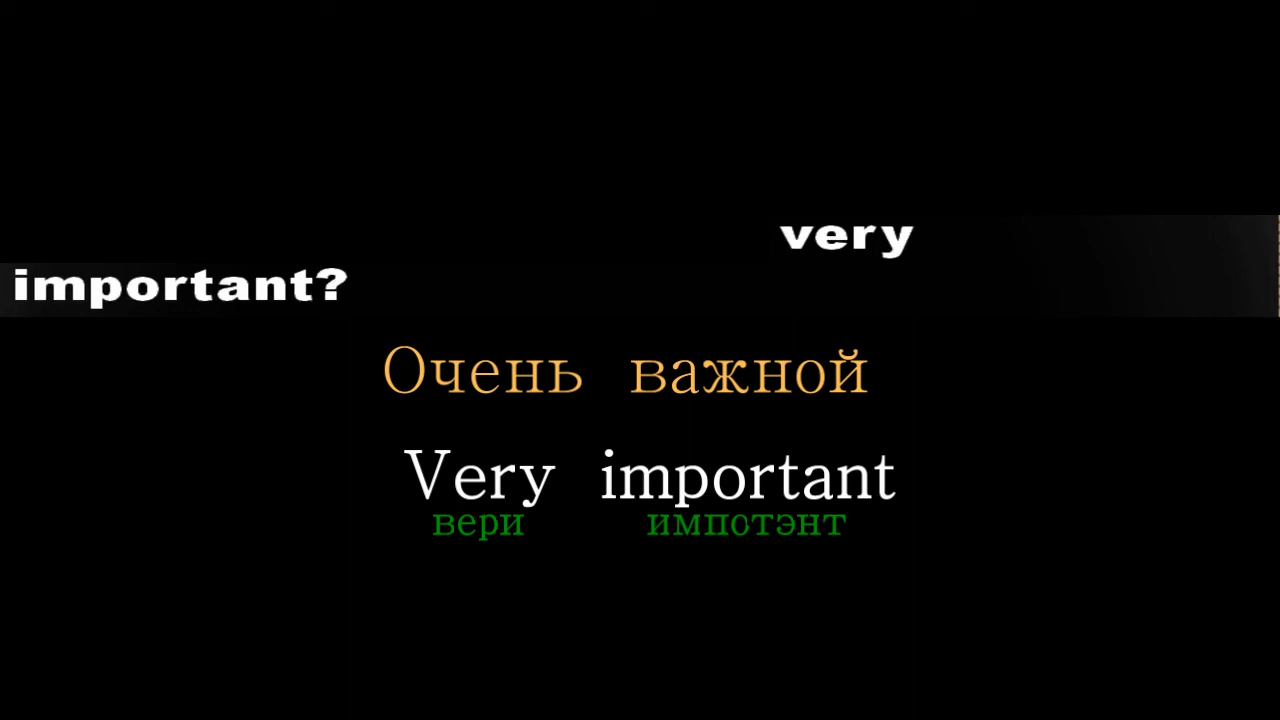 very
important?
Очень важной
Very important
вери импотэнт